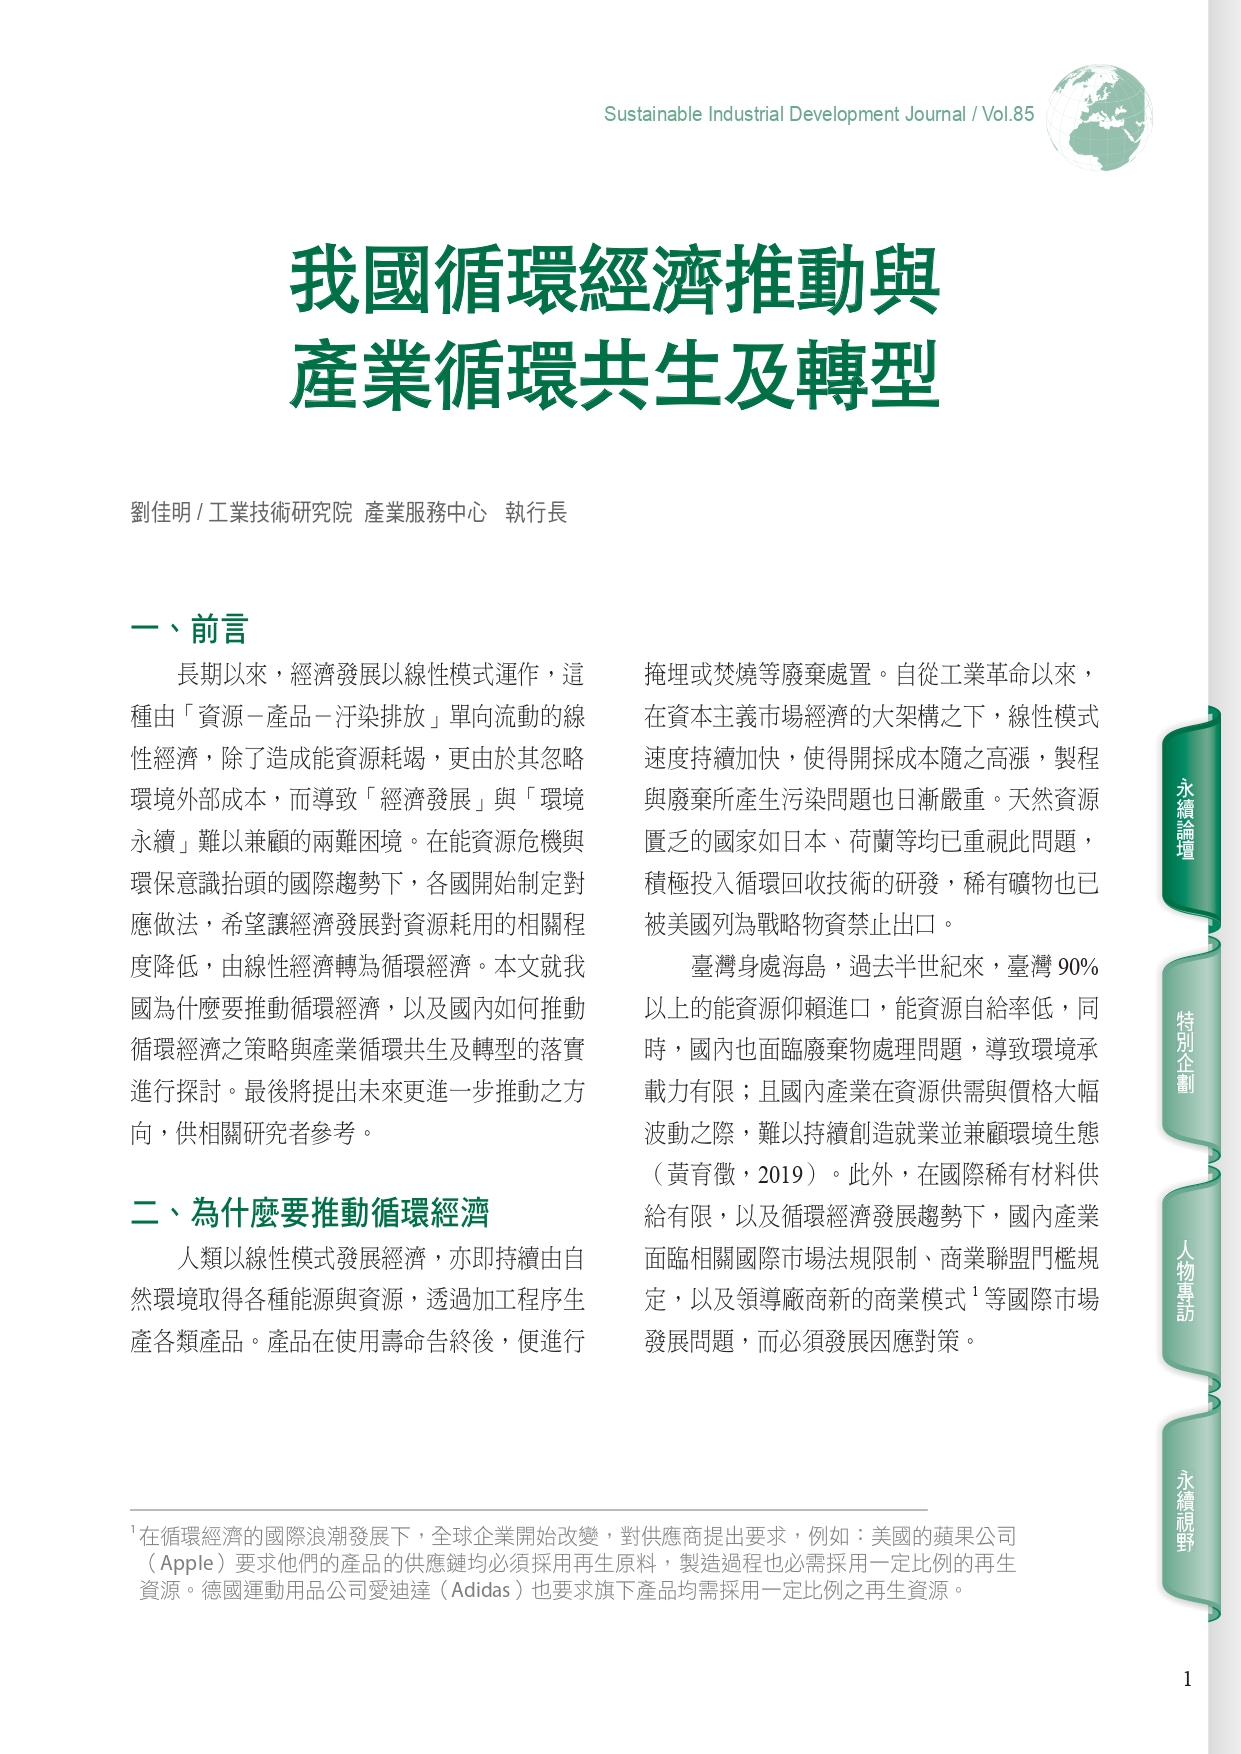 Sustainable Industrial Development Journal / Vol.85
我國循環經濟推動與
產業循環共生及轉型
劉佳明 / 工業技術研究院 產業服務中心 執行長
一、前言
長期以來，經濟發展以線性模式運作，這
種由「資源－產品－汙染排放」單向流動的線
性經濟，除了造成能資源耗竭，更由於其忽略
環境外部成本，而導致「經濟發展」與「環境
永續」難以兼顧的兩難困境。在能資源危機與
環保意識抬頭的國際趨勢下，各國開始制定對
應做法，希望讓經濟發展對資源耗用的相關程
度降低，由線性經濟轉為循環經濟。本文就我
國為什麼要推動循環經濟，以及國內如何推動
循環經濟之策略與產業循環共生及轉型的落實
進行探討。最後將提出未來更進一步推動之方
向，供相關研究者參考。
二、為什麼要推動循環經濟
人類以線性模式發展經濟，亦即持續由自
然環境取得各種能源與資源，透過加工程序生
產各類產品。產品在使用壽命告終後，便進行
掩埋或焚燒等廢棄處置。自從工業革命以來，
在資本主義市場經濟的大架構之下，線性模式
速度持續加快，使得開採成本隨之高漲，製程
與廢棄所產生污染問題也日漸嚴重。天然資源
匱乏的國家如日本、荷蘭等均已重視此問題，
積極投入循環回收技術的研發，稀有礦物也已
被美國列為戰略物資禁止出口。
臺灣身處海島，過去半世紀來，臺灣 90%
以上的能資源仰賴進口，能資源自給率低，同
時，國內也面臨廢棄物處理問題，導致環境承
載力有限；且國內產業在資源供需與價格大幅
波動之際，難以持續創造就業並兼顧環境生態
（黃育徵，2019）。此外，在國際稀有材料供
給有限，以及循環經濟發展趨勢下，國內產業
面臨相關國際市場法規限制、商業聯盟門檻規
定，以及領導廠商新的商業模式 1 等國際市場
發展問題，而必須發展因應對策。
1 在循環經濟的國際浪潮發展下，全球企業開始改變，對供應商提出要求，例如：美國的蘋果公司
（Apple）要求他們的產品的供應鏈均必須採用再生原料，製造過程也必需採用一定比例的再生
資源。德國運動用品公司愛迪達（Adidas）也要求旗下產品均需採用一定比例之再生資源。
永續論壇
特別企劃
人物專訪
永續視野
1